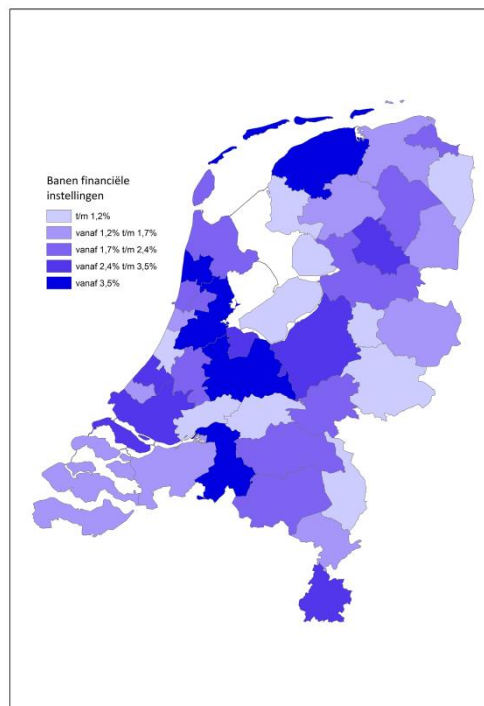 Banen financiële
instellingen
t/m 1,2%
vanaf 1,2% t/m 1,7%
vanaf 1,7% t/m 2,4%
vanaf 2,4% t/m 3,5%
vanaf 3,5%